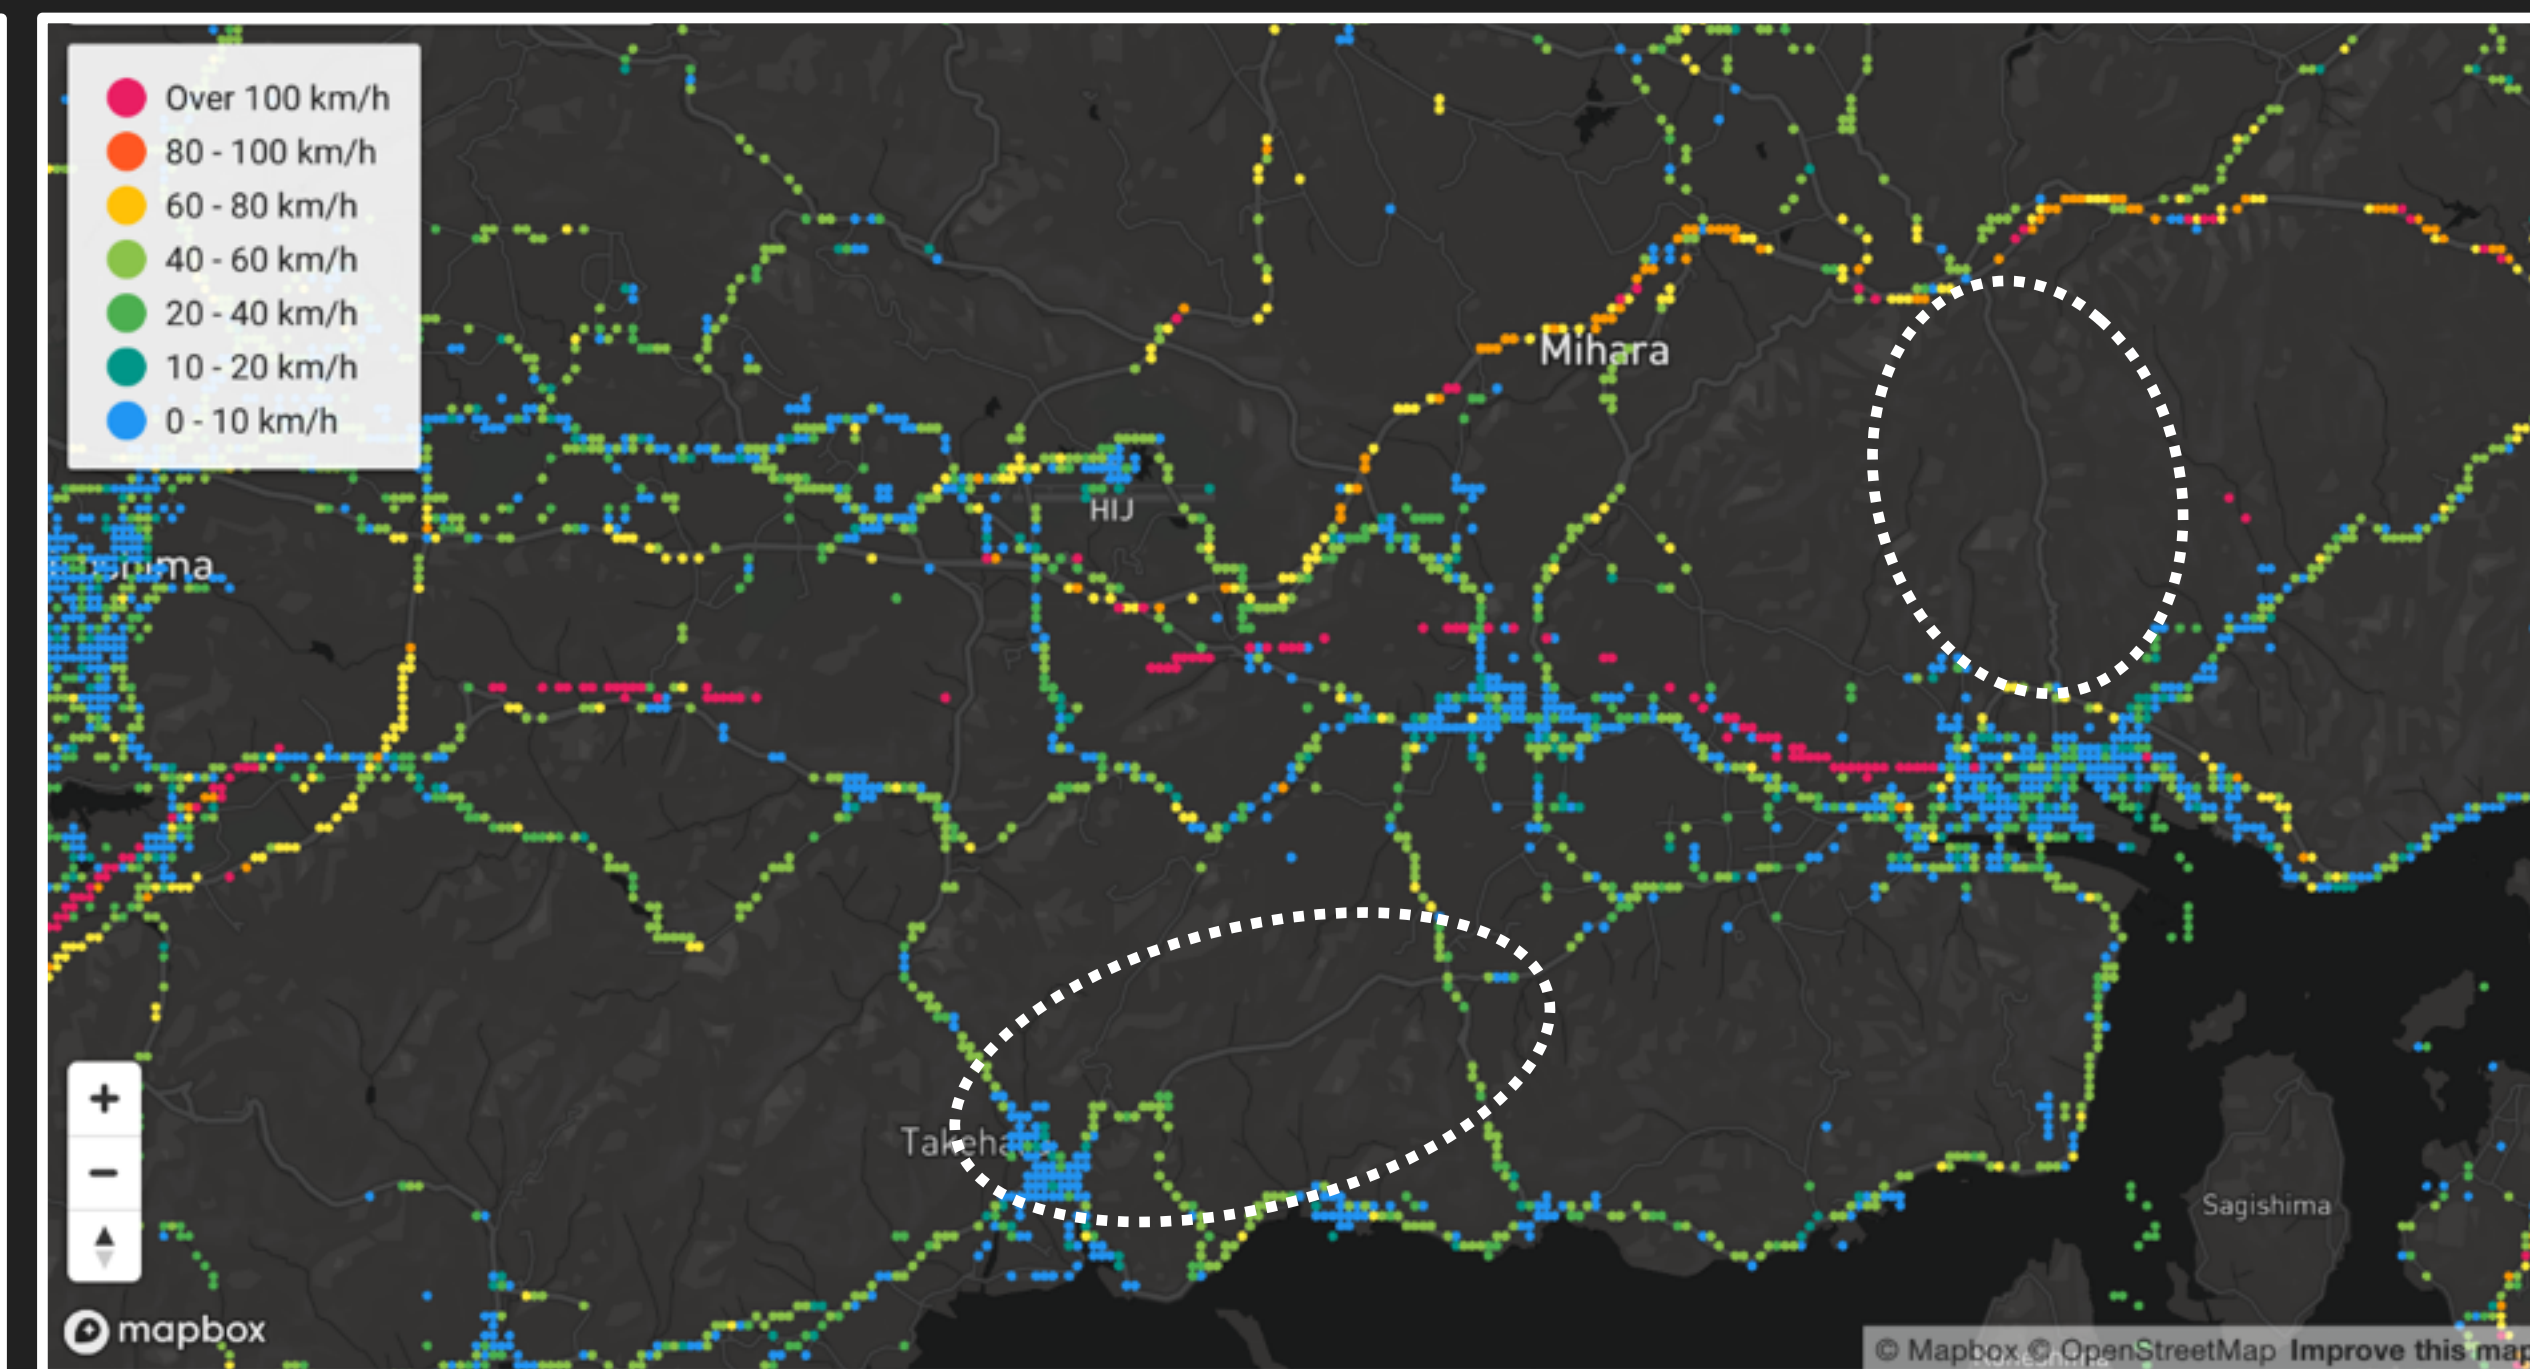 Over 100 km/h
80 - 100 km/h
60 - 80 km/h
40 - 60 km/h
20 - 40 km/h
10 - 20 km/h
0 - 10 km/h
Mihara
HIJ
Sagishima
mapbox
© Mapbox © OpenStreetMap Improve this map